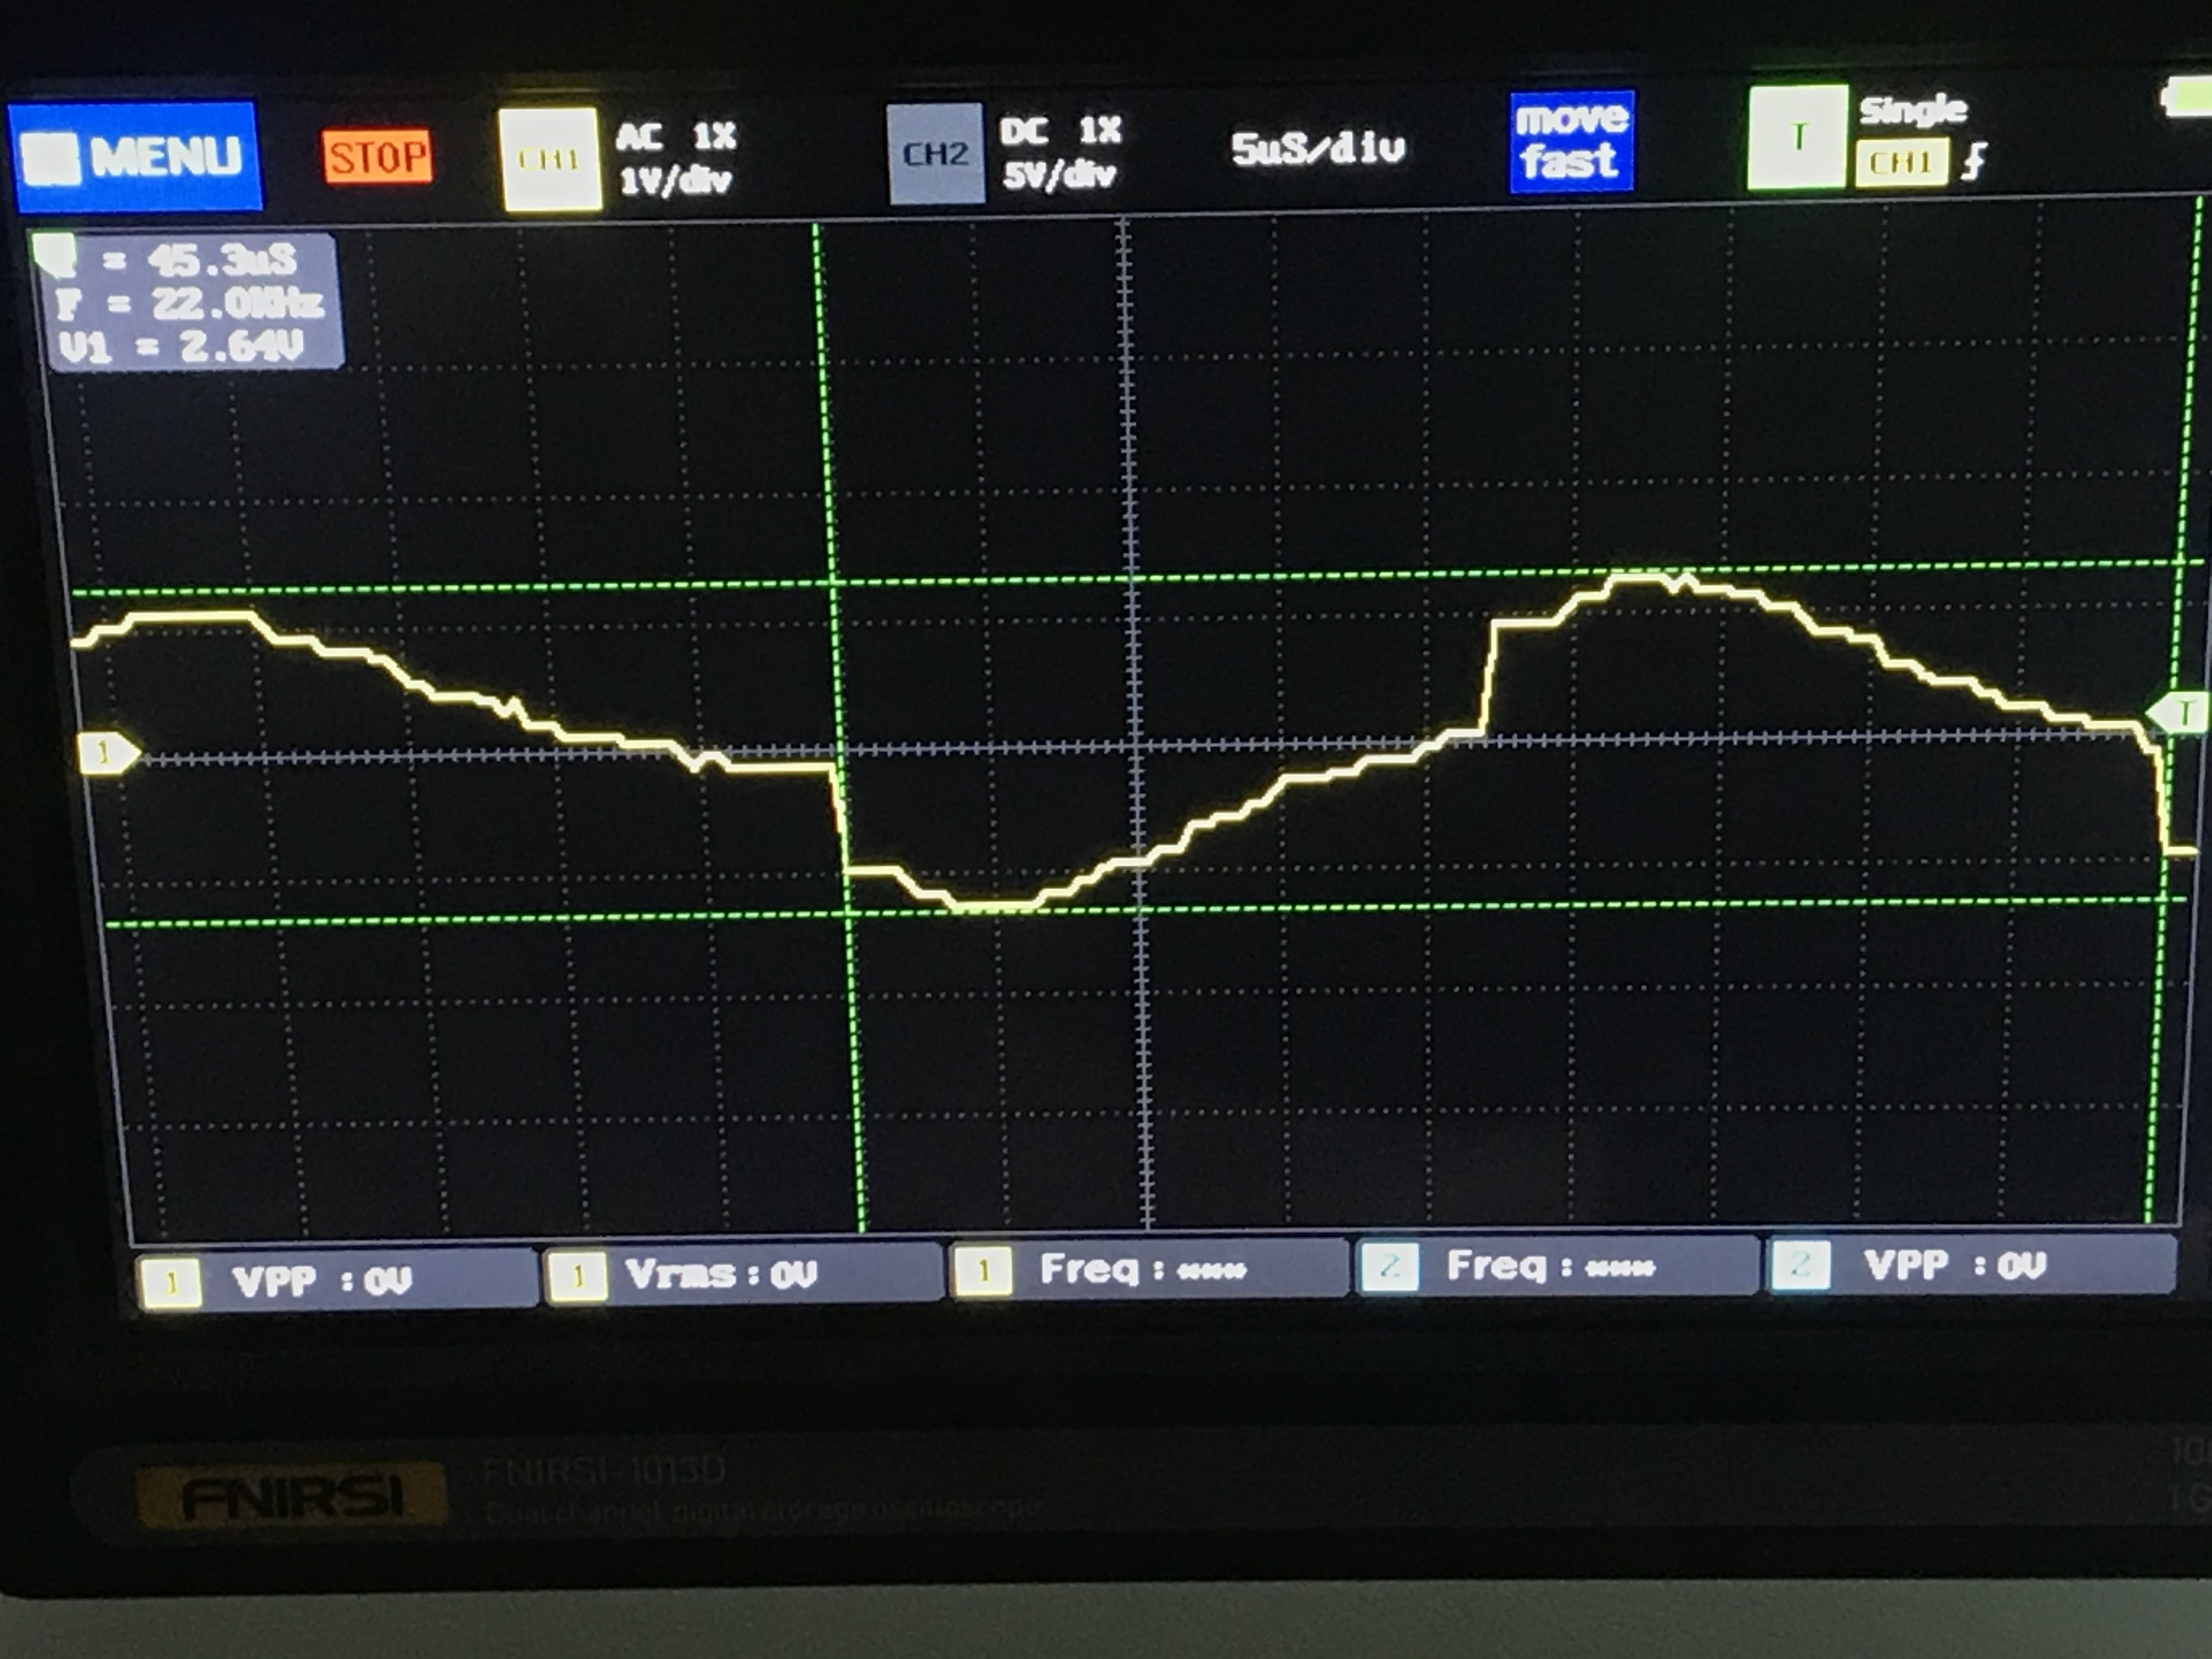 MENU
STOP
CH1
AC 1X
1V/div
CH2
DC 1X
5V/div
5uS/div
move
fast
T
Single
CH1
= 45.3uS
F = 22.0KHz
V1 = 2.64V
1
T
1 VPP :0V
1 Vrms:0V
1 Freq:
2 Freq:
2 VPP :0V
FNIRSI
FNIRSI-1013D
Dual channel digital storage oscilloscope